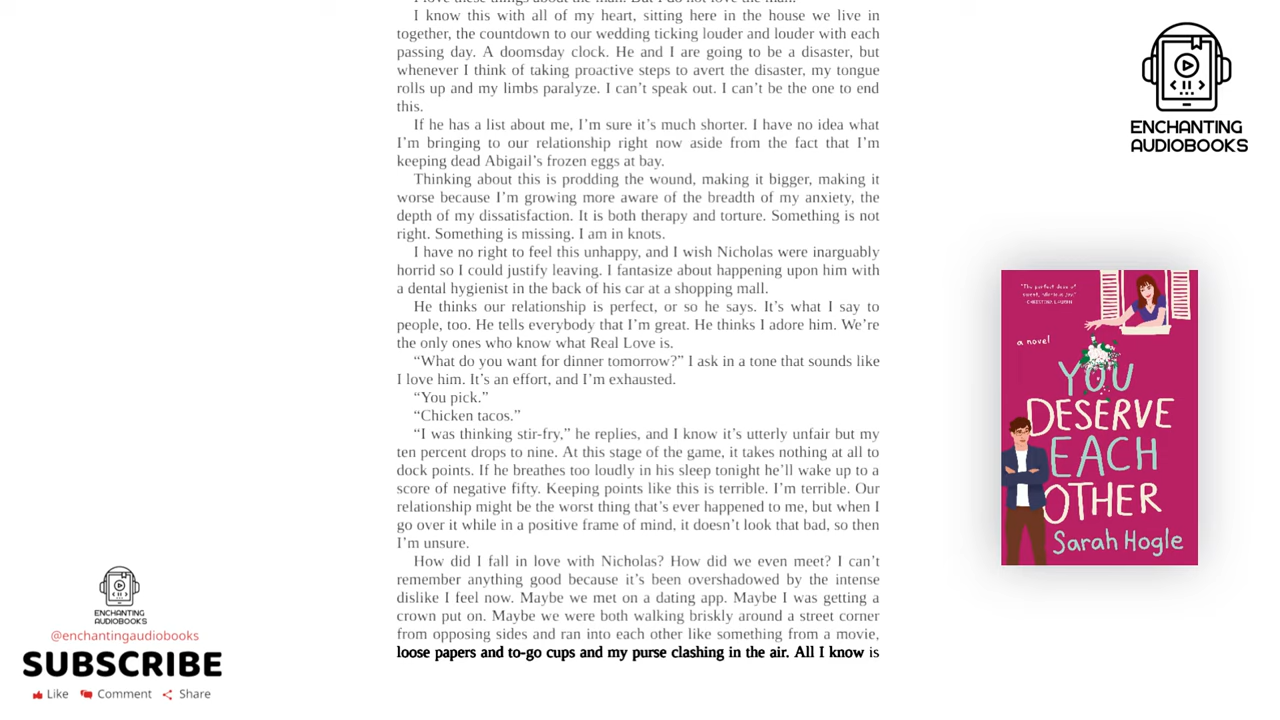 I know this with all of my heart, sitting here in the house we live in
together, the countdown to our wedding ticking louder and louder with each
passing day. A doomsday clock. He and I are going to be a disaster, but
whenever I think of taking proactive steps to avert the disaster, my tongue
rolls up and my limbs paralyze. I can’t speak out. I can’t be the one to end
this.
If he has a list about me, I’m sure it’s much shorter. I have no idea what
I’m bringing to our relationship right now aside from the fact that I’m
keeping dead Abigail’s frozen eggs at bay.
Thinking about this is prodding the wound, making it bigger, making it
worse because I’m growing more aware of the breadth of my anxiety, the
depth of my dissatisfaction. It is both therapy and torture. Something is not
right. Something is missing. I am in knots.
I have no right to feel this unhappy, and I wish Nicholas were inarguably
horrid so I could justify leaving. I fantasize about happening upon him with
a dental hygienist in the back of his car at a shopping mall.
He thinks our relationship is perfect, or so he says. It’s what I say to
people, too. He tells everybody that I’m great. He thinks I adore him. We’re
the only ones who know what Real Love is.
“What do you want for dinner tomorrow?” I ask in a tone that sounds like
I love him. It’s an effort, and I’m exhausted.
“You pick.”
“Chicken tacos.”
“I was thinking stir-fry,” he replies, and I know it’s utterly unfair but my
ten percent drops to nine. At this stage of the game, it takes nothing at all to
dock points. If he breathes too loudly in his sleep tonight he’ll wake up to a
score of negative fifty. Keeping points like this is terrible. I’m terrible. Our
relationship might be the worst thing that’s ever happened to me, but when I
go over it while in a positive frame of mind, it doesn’t look that bad, so then
I’m unsure.
How did I fall in love with Nicholas? How did we even meet? I can’t
remember anything good because it’s been overshadowed by the intense
dislike I feel now. Maybe we met on a dating app. Maybe I was getting a
crown put on. Maybe we were both walking briskly around a street corner
from opposing sides and ran into each other like something from a movie,
loose papers and to-go cups and my purse clashing in the air. All I know is
ENCHANTING
AUDIOBOOKS
a novel
YOU
DESERVE
EACH
OTHER
Sarah Hogle
ENCHANTING
AUDIOBOOKS
@enchantingaudiobooks
SUBSCRIBE
Like Comment Share